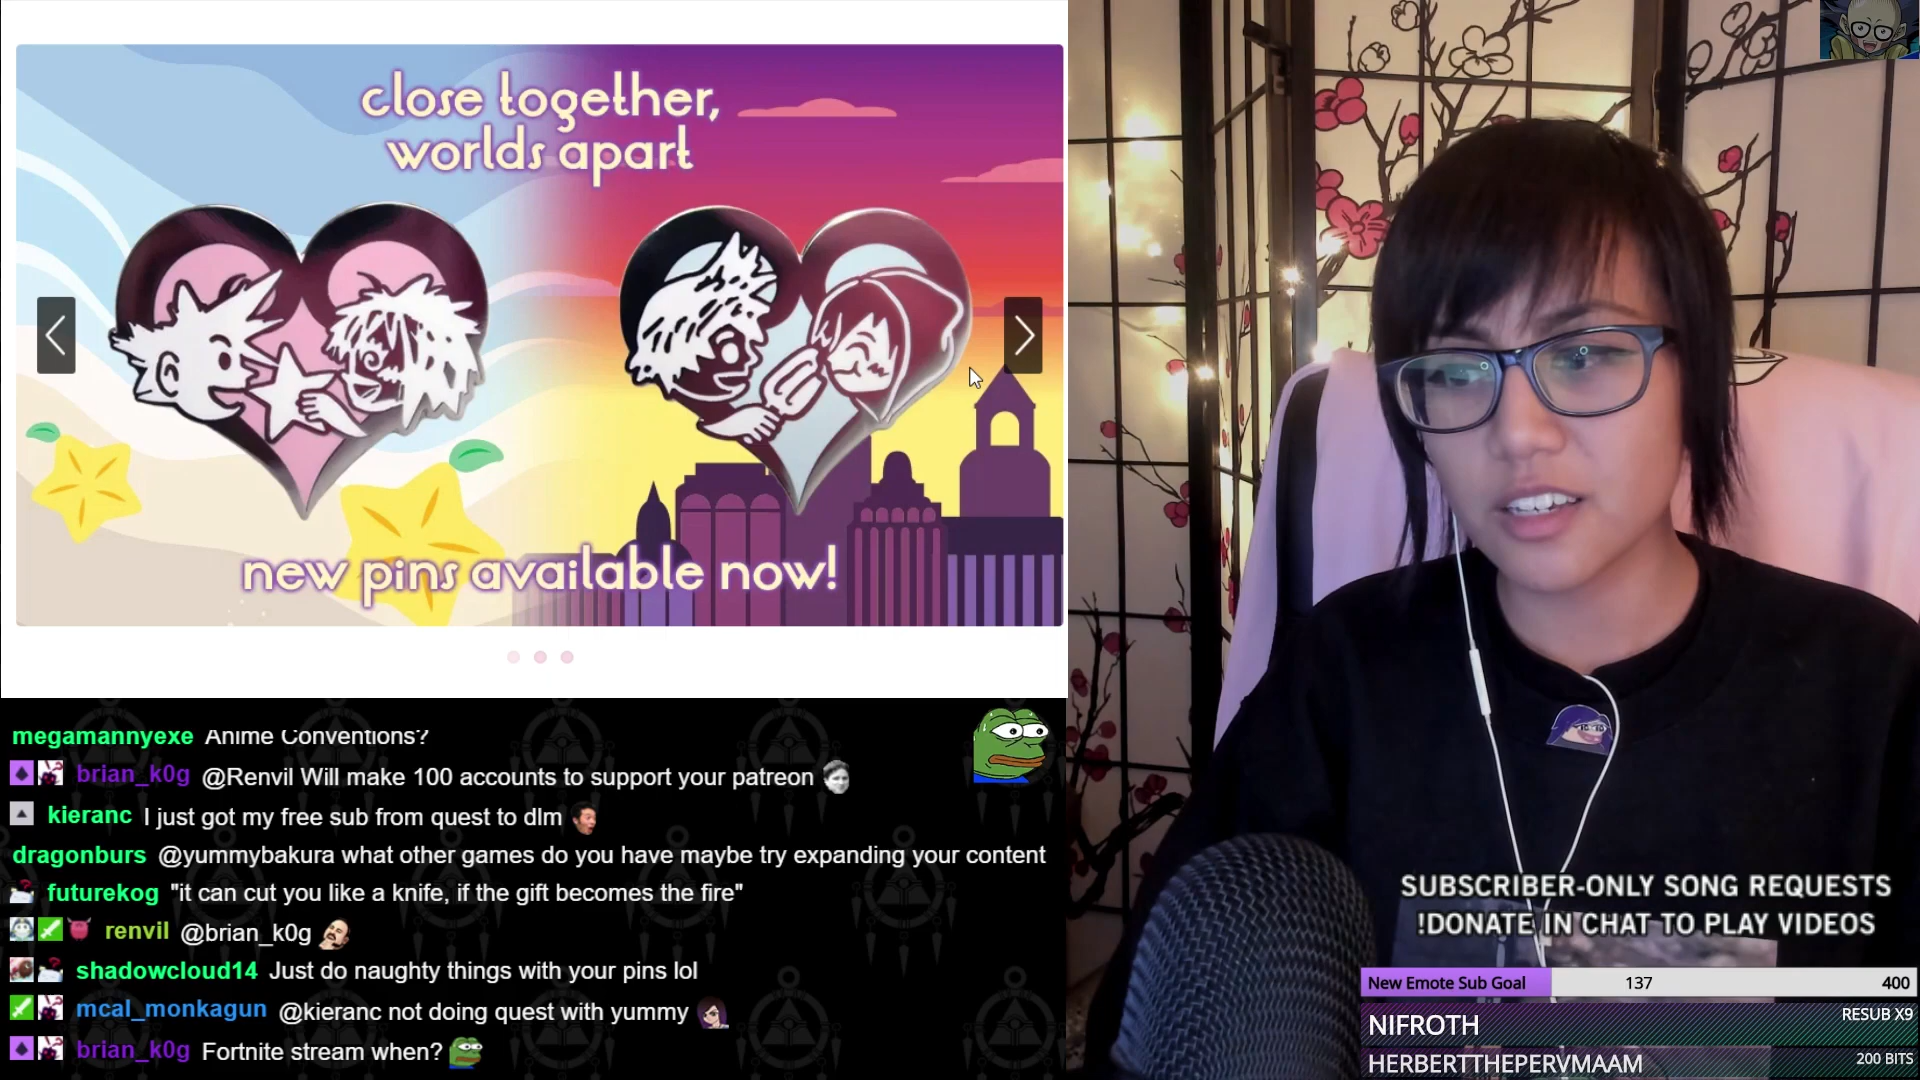 close together,
worlds apart
new pins available now!
megamannyexe Anime Conventions?
brian_k0g @Renvil Will make 100 accounts to support your patreon
kieranc I just got my free sub from quest to dlm
dragonburs @yummybakura what other games do you have maybe try expanding your content
futurekog "it can cut you like a knife, if the gift becomes the fire"
renvil @brian_k0g
shadowcloud14 Just do naughty things with your pins lol
mcal_monkagun @kieranc not doing quest with yummy
brian_k0g Fortnite stream when?
SUBSCRIBER-ONLY SONG REQUESTS
!DONATE IN CHAT TO PLAY VIDEOS
New Emote Sub Goal 137 400
NIFROTH RESUB X9
HERBERTTHEPERVMAAM 200 BITS